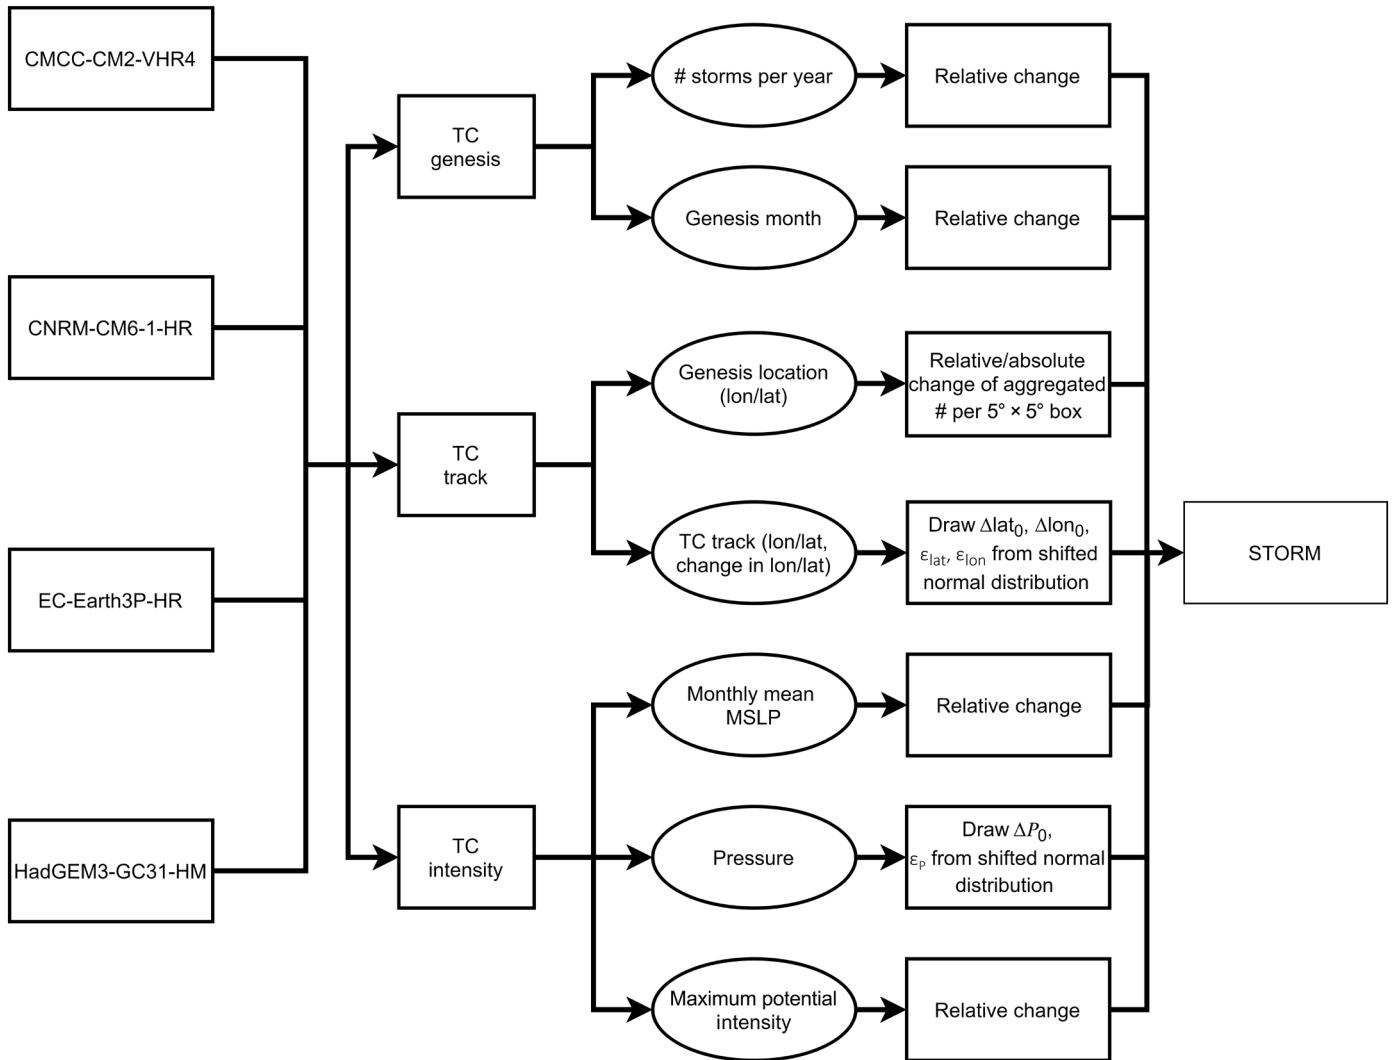 CMCC-CM2-VHR4
CNRM-CM6-1-HR
EC-Earth3P-HR
HadGEM3-GC31-HM
TC
genesis
TC
track
TC
intensity
# storms per year
Genesis month
Genesis location
(lon/lat)
TC track (lon/lat,
change in lon/lat)
Monthly mean
MSLP
Pressure
Maximum potential
intensity
Relative change
Relative change
Relative/absolute
change of aggregated
# per 5° × 5° box
Draw Δlat₀, Δlon₀,
ε_lat, ε_lon from shifted
normal distribution
Relative change
Draw ΔP₀,
ε_P from shifted normal
distribution
Relative change
STORM